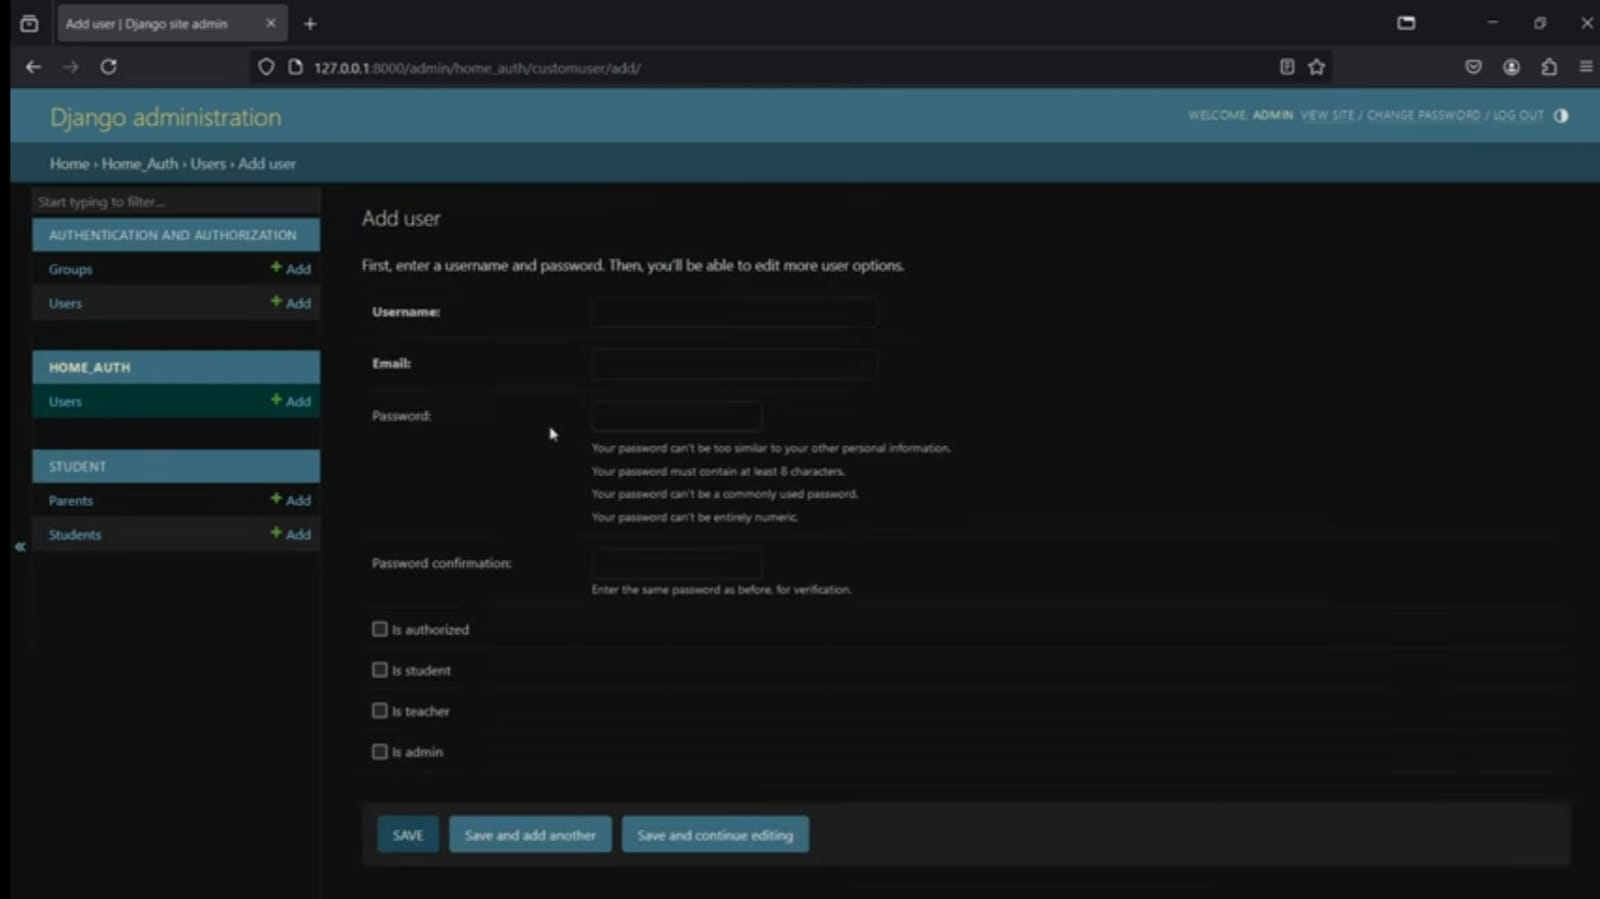 Add user | Django site admin
127.0.0.1:8000/admin/home_auth/customuser/add/
Django administration
WELCOME, ADMIN. VIEW SITE / CHANGE PASSWORD / LOG OUT
Home › Home_Auth › Users › Add user
Start typing to filter...
AUTHENTICATION AND AUTHORIZATION
Groups + Add
Users + Add
HOME_AUTH
Users + Add
STUDENT
Parents + Add
Students + Add
«
Add user
First, enter a username and password. Then, you'll be able to edit more user options.
Username:
Email:
Password:
Your password can't be too similar to your other personal information.
Your password must contain at least 8 characters.
Your password can't be a commonly used password.
Your password can't be entirely numeric.
Password confirmation:
Enter the same password as before, for verification.
Is authorized
Is student
Is teacher
Is admin
SAVE Save and add another Save and continue editing